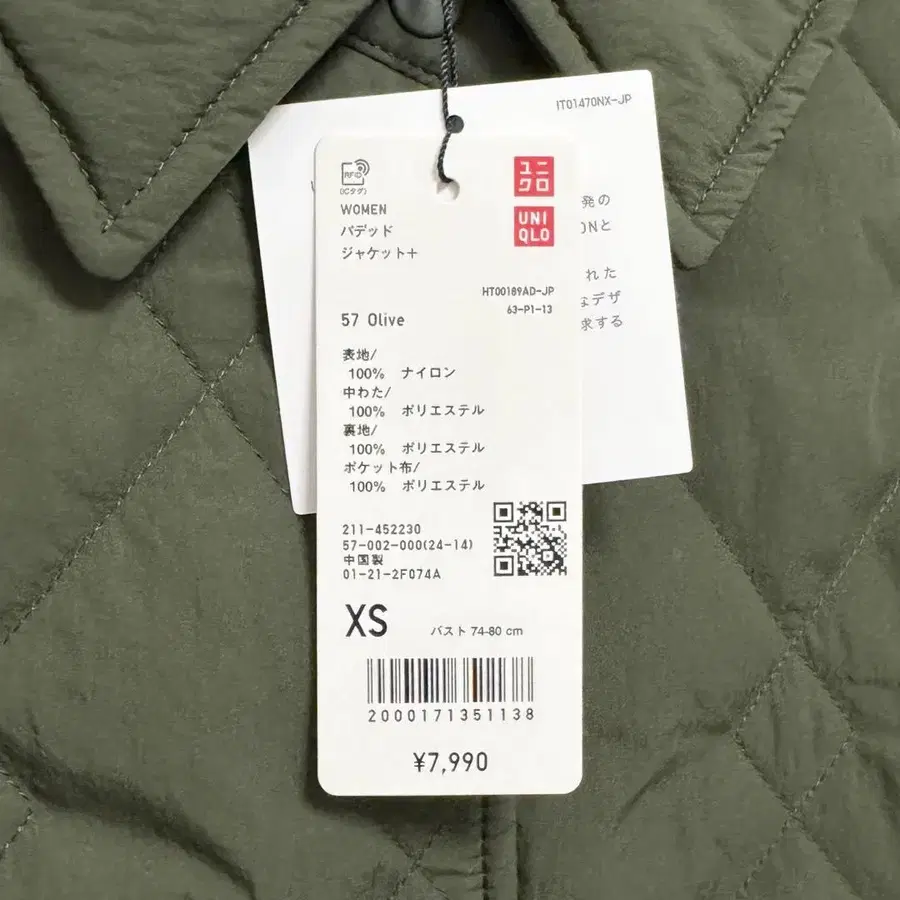 IT01470NX-JP
RFID
(ICタグ)
ユニ
クロ
UNI
QLO
WOMEN
パデッド
ジャケット+
HT00189AD-JP
63-P1-13
57 Olive
表地/
100% ナイロン
中わた/
100% ポリエステル
裏地/
100% ポリエステル
ポケット布/
100% ポリエステル
211-452230
57-002-000(24-14)
中国製
01-21-2F074A
XS
バスト 74-80 cm
2000171351138
¥7,990
発の
ONと
れた
なデザ
求する